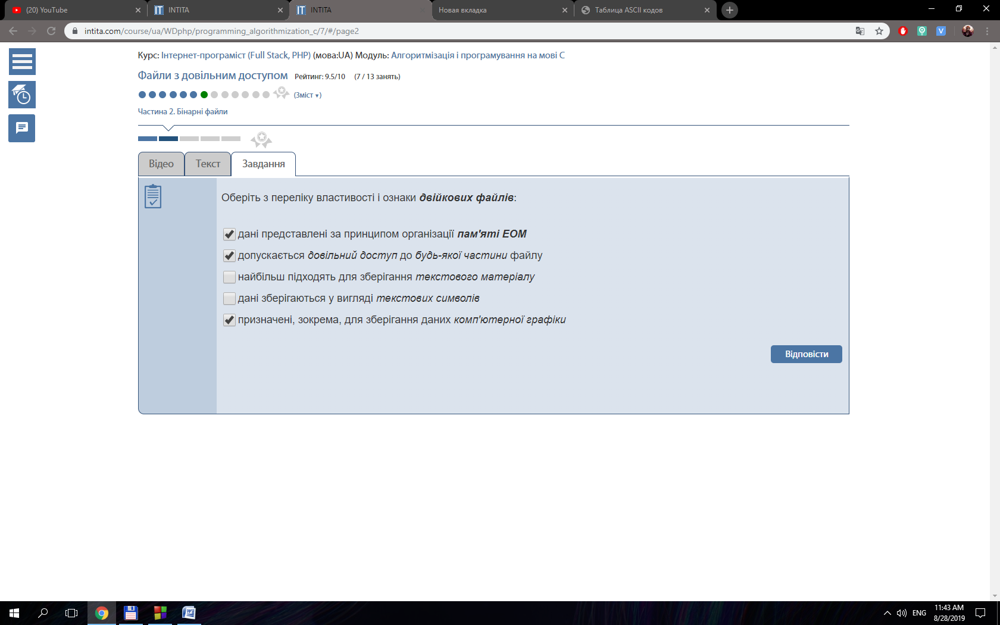 (20) YouTube
INTITA
INTITA
Новая вкладка
Таблица ASCII кодов
intita.com/course/ua/WDphp/programming_algorithmization_c/7/#/page2
Курс: Інтернет-програміст (Full Stack, PHP) (мова:UA) Модуль: Алгоритмізація і програмування на мові С
Файли з довільним доступом Рейтинг: 9.5/10 (7 / 13 занять)
(Зміст ▾)
Частина 2. Бінарні файли
Відео
Текст
Завдання
Оберіть з переліку властивості і ознаки двійкових файлів:
дані представлені за принципом організації пам'яті ЕОМ
допускається довільний доступ до будь-якої частини файлу
найбільш підходять для зберігання текстового матеріалу
дані зберігаються у вигляді текстових символів
призначені, зокрема, для зберігання даних комп'ютерної графіки
Відповісти
ENG
11:43 AM
8/28/2019